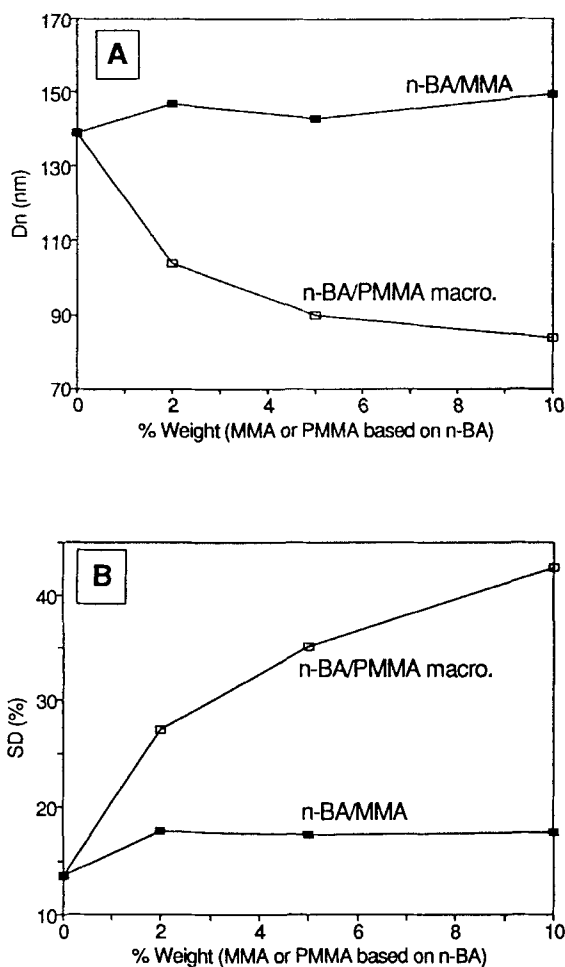 170
A
150
n-BA/MMA
130
Dn (nm)
110
n-BA/PMMA macro.
90
70
0 2 4 6 8 10
% Weight (MMA or PMMA based on n-BA)
B
40
n-BA/PMMA macro.
30
SD (%)
20
n-BA/MMA
10
0 2 4 6 8 10
% Weight (MMA or PMMA based on n-BA)